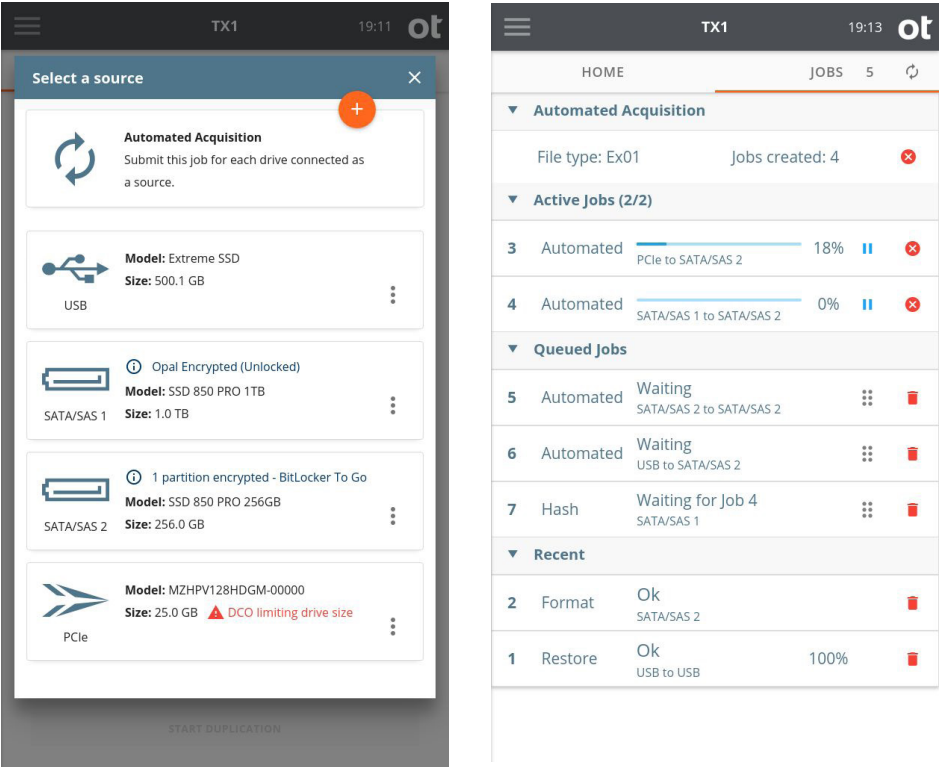 TX1
19:11
ot
Select a source
Automated Acquisition
Submit this job for each drive connected as
a source.
USB
Model: Extreme SSD
Size: 500.1 GB
SATA/SAS 1
Opal Encrypted (Unlocked)
Model: SSD 850 PRO 1TB
Size: 1.0 TB
SATA/SAS 2
1 partition encrypted - BitLocker To Go
Model: SSD 850 PRO 256GB
Size: 256.0 GB
PCIe
Model: MZHPV128HDGM-00000
Size: 25.0 GB DCO limiting drive size
START DUPLICATION
TX1
19:13
ot
HOME
JOBS 5
Automated Acquisition
File type: Ex01 Jobs created: 4
Active Jobs (2/2)
3 Automated 18%
PCIe to SATA/SAS 2
4 Automated 0%
SATA/SAS 1 to SATA/SAS 2
Queued Jobs
5 Automated Waiting
SATA/SAS 2 to SATA/SAS 2
6 Automated Waiting
USB to SATA/SAS 2
7 Hash Waiting for Job 4
SATA/SAS 1
Recent
2 Format Ok
SATA/SAS 2
1 Restore Ok 100%
USB to USB